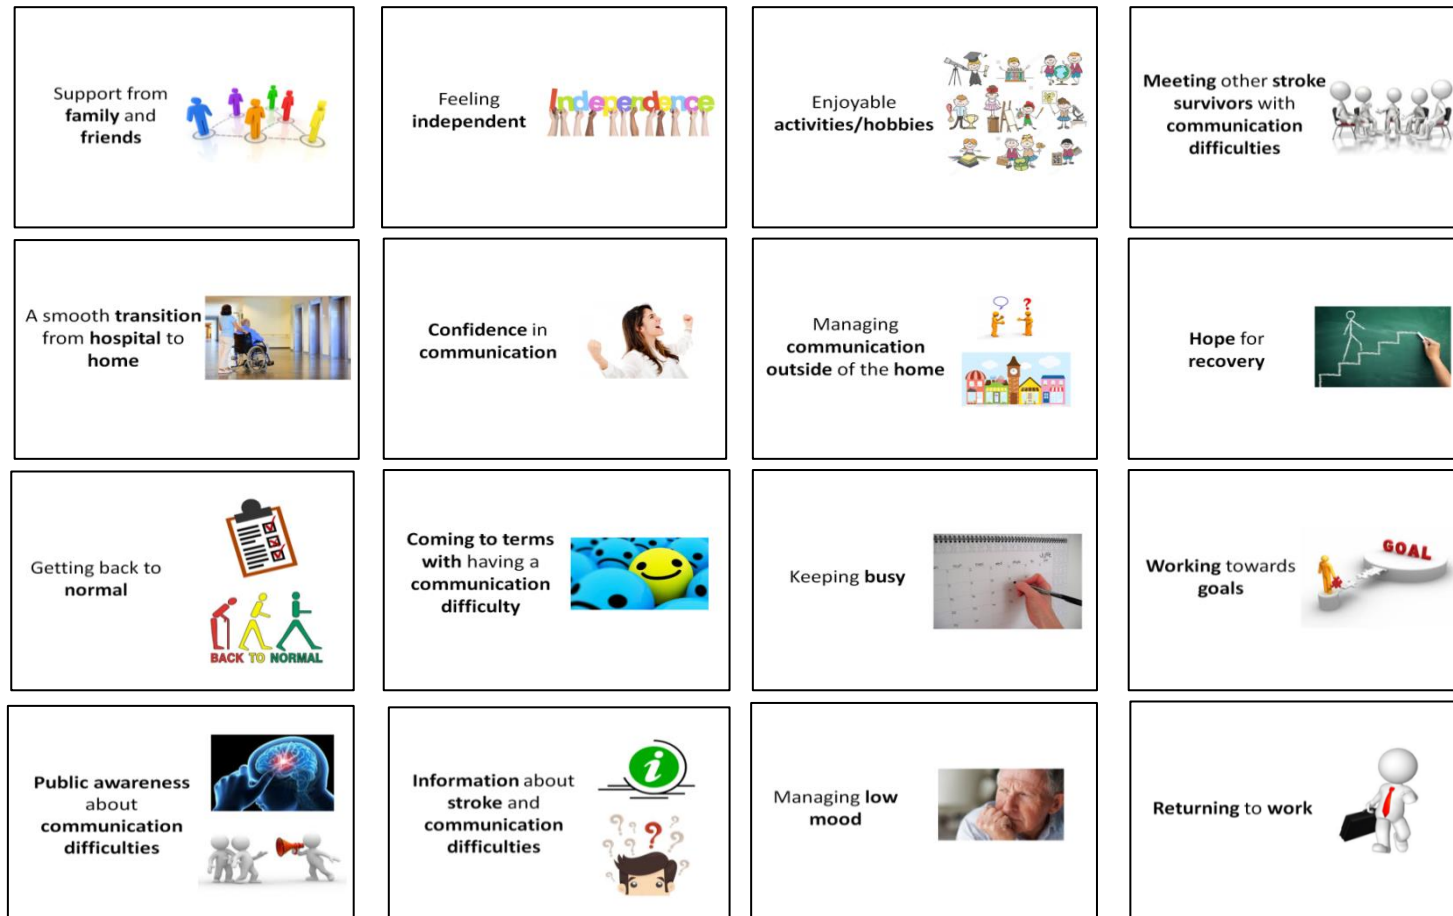 Support from
family and
friends
Feeling
independent
Independence
Enjoyable
activities/hobbies
Meeting other stroke
survivors with
communication
difficulties
A smooth transition
from hospital to
home
Confidence in
communication
Managing
communication
outside of the home
?
Hope for
recovery
Getting back to
normal
BACK TO NORMAL
Coming to terms
with having a
communication
difficulty
Keeping busy
Working towards
goals
GOAL
Public awareness
about
communication
difficulties
Information about
stroke and
communication
difficulties
i
Managing low
mood
Returning to work